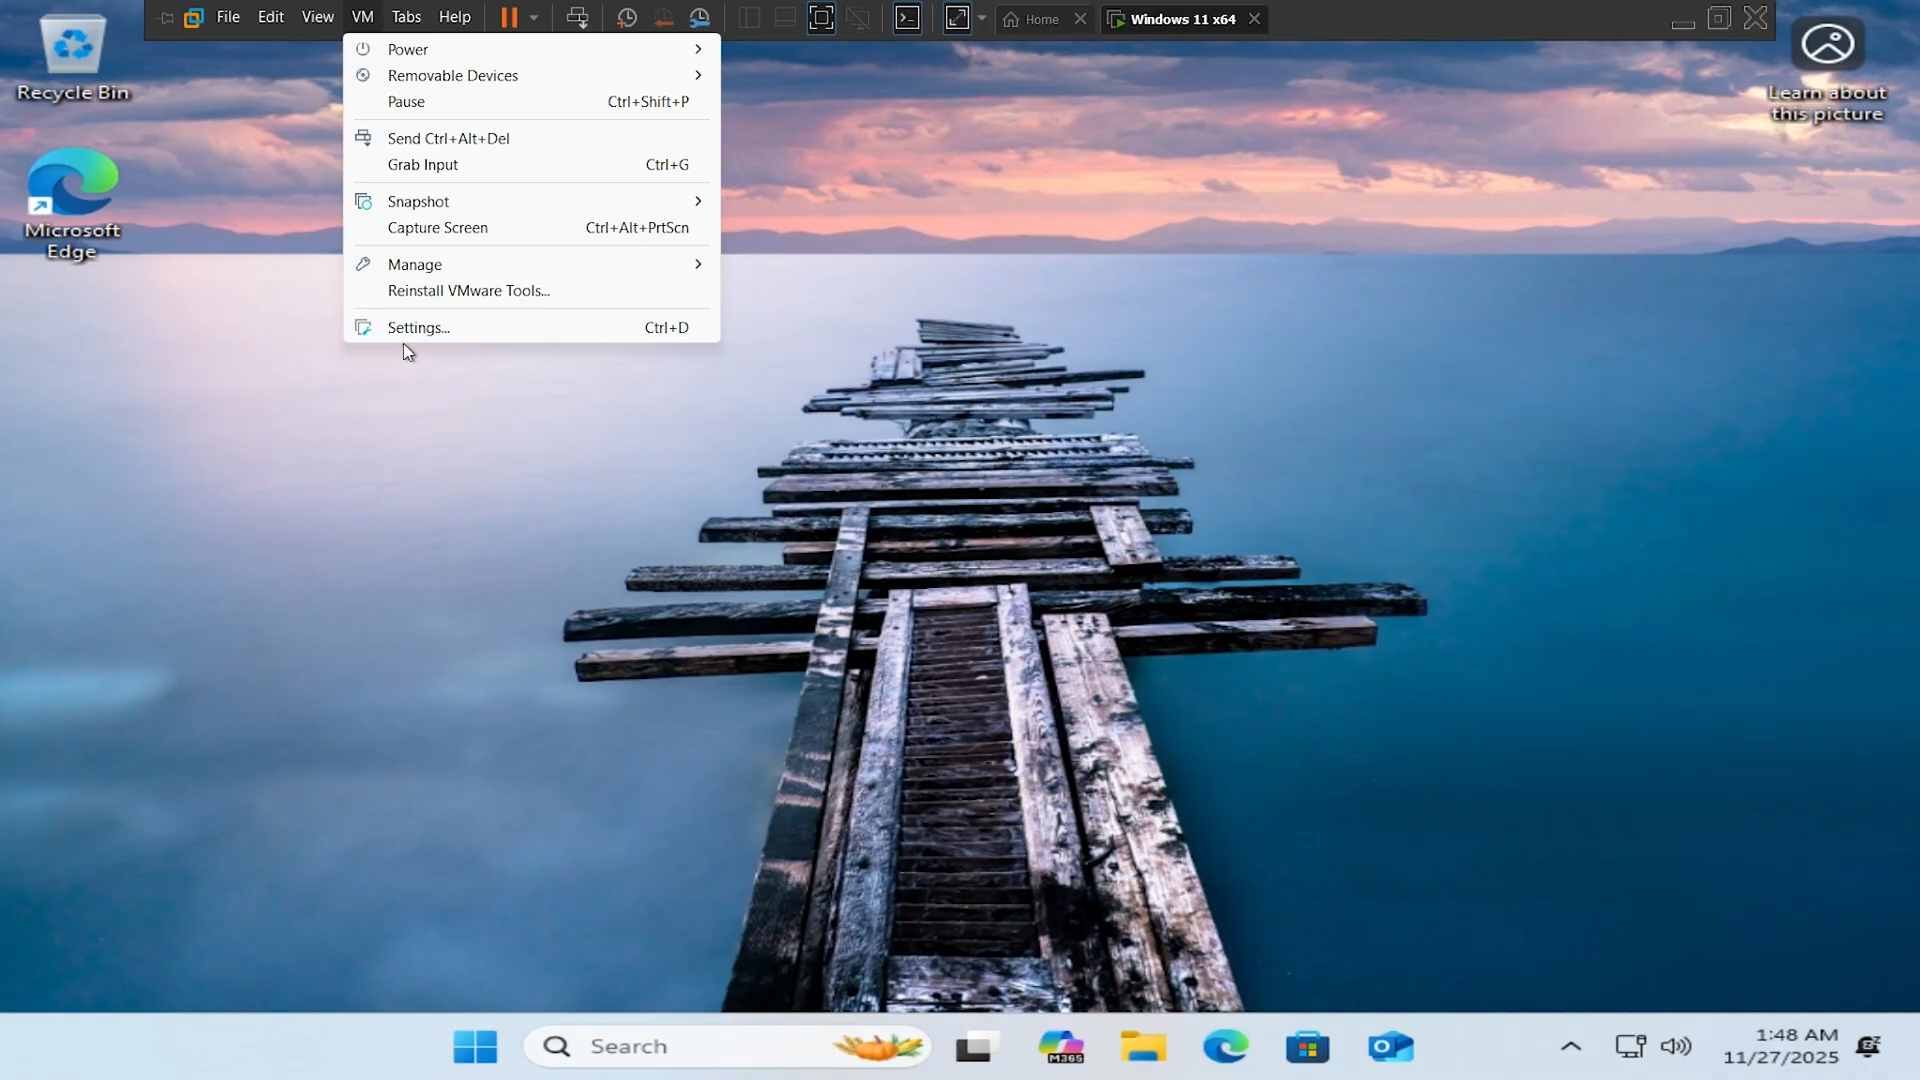 File Edit View VM Tabs Help Home Windows 11 x64
Power
Removable Devices
Pause Ctrl+Shift+P
Send Ctrl+Alt+Del
Grab Input Ctrl+G
Snapshot
Capture Screen Ctrl+Alt+PrtScn
Manage
Reinstall VMware Tools...
Settings... Ctrl+D
Recycle Bin
Microsoft
Edge
Learn about
this picture
Search
M365
1:48 AM
11/27/2025